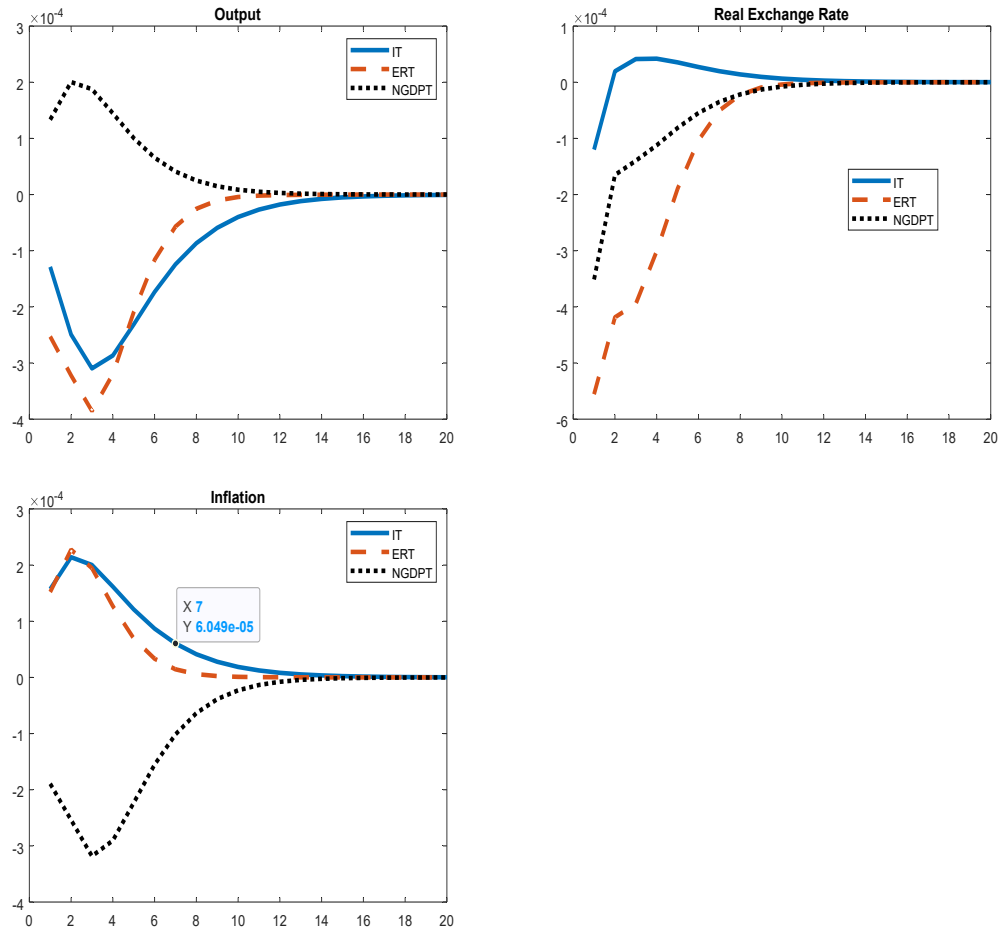 Output
×10-4
3
2
1
0
-1
-2
-3
-4
0 2 4 6 8 10 12 14 16 18 20
IT
ERT
NGDPT
Real Exchange Rate
×10-4
1
0
-1
-2
-3
-4
-5
-6
0 2 4 6 8 10 12 14 16 18 20
IT
ERT
NGDPT
Inflation
×10-4
3
2
1
0
-1
-2
-3
-4
0 2 4 6 8 10 12 14 16 18 20
IT
ERT
NGDPT
X 7
Y 6.049e-05